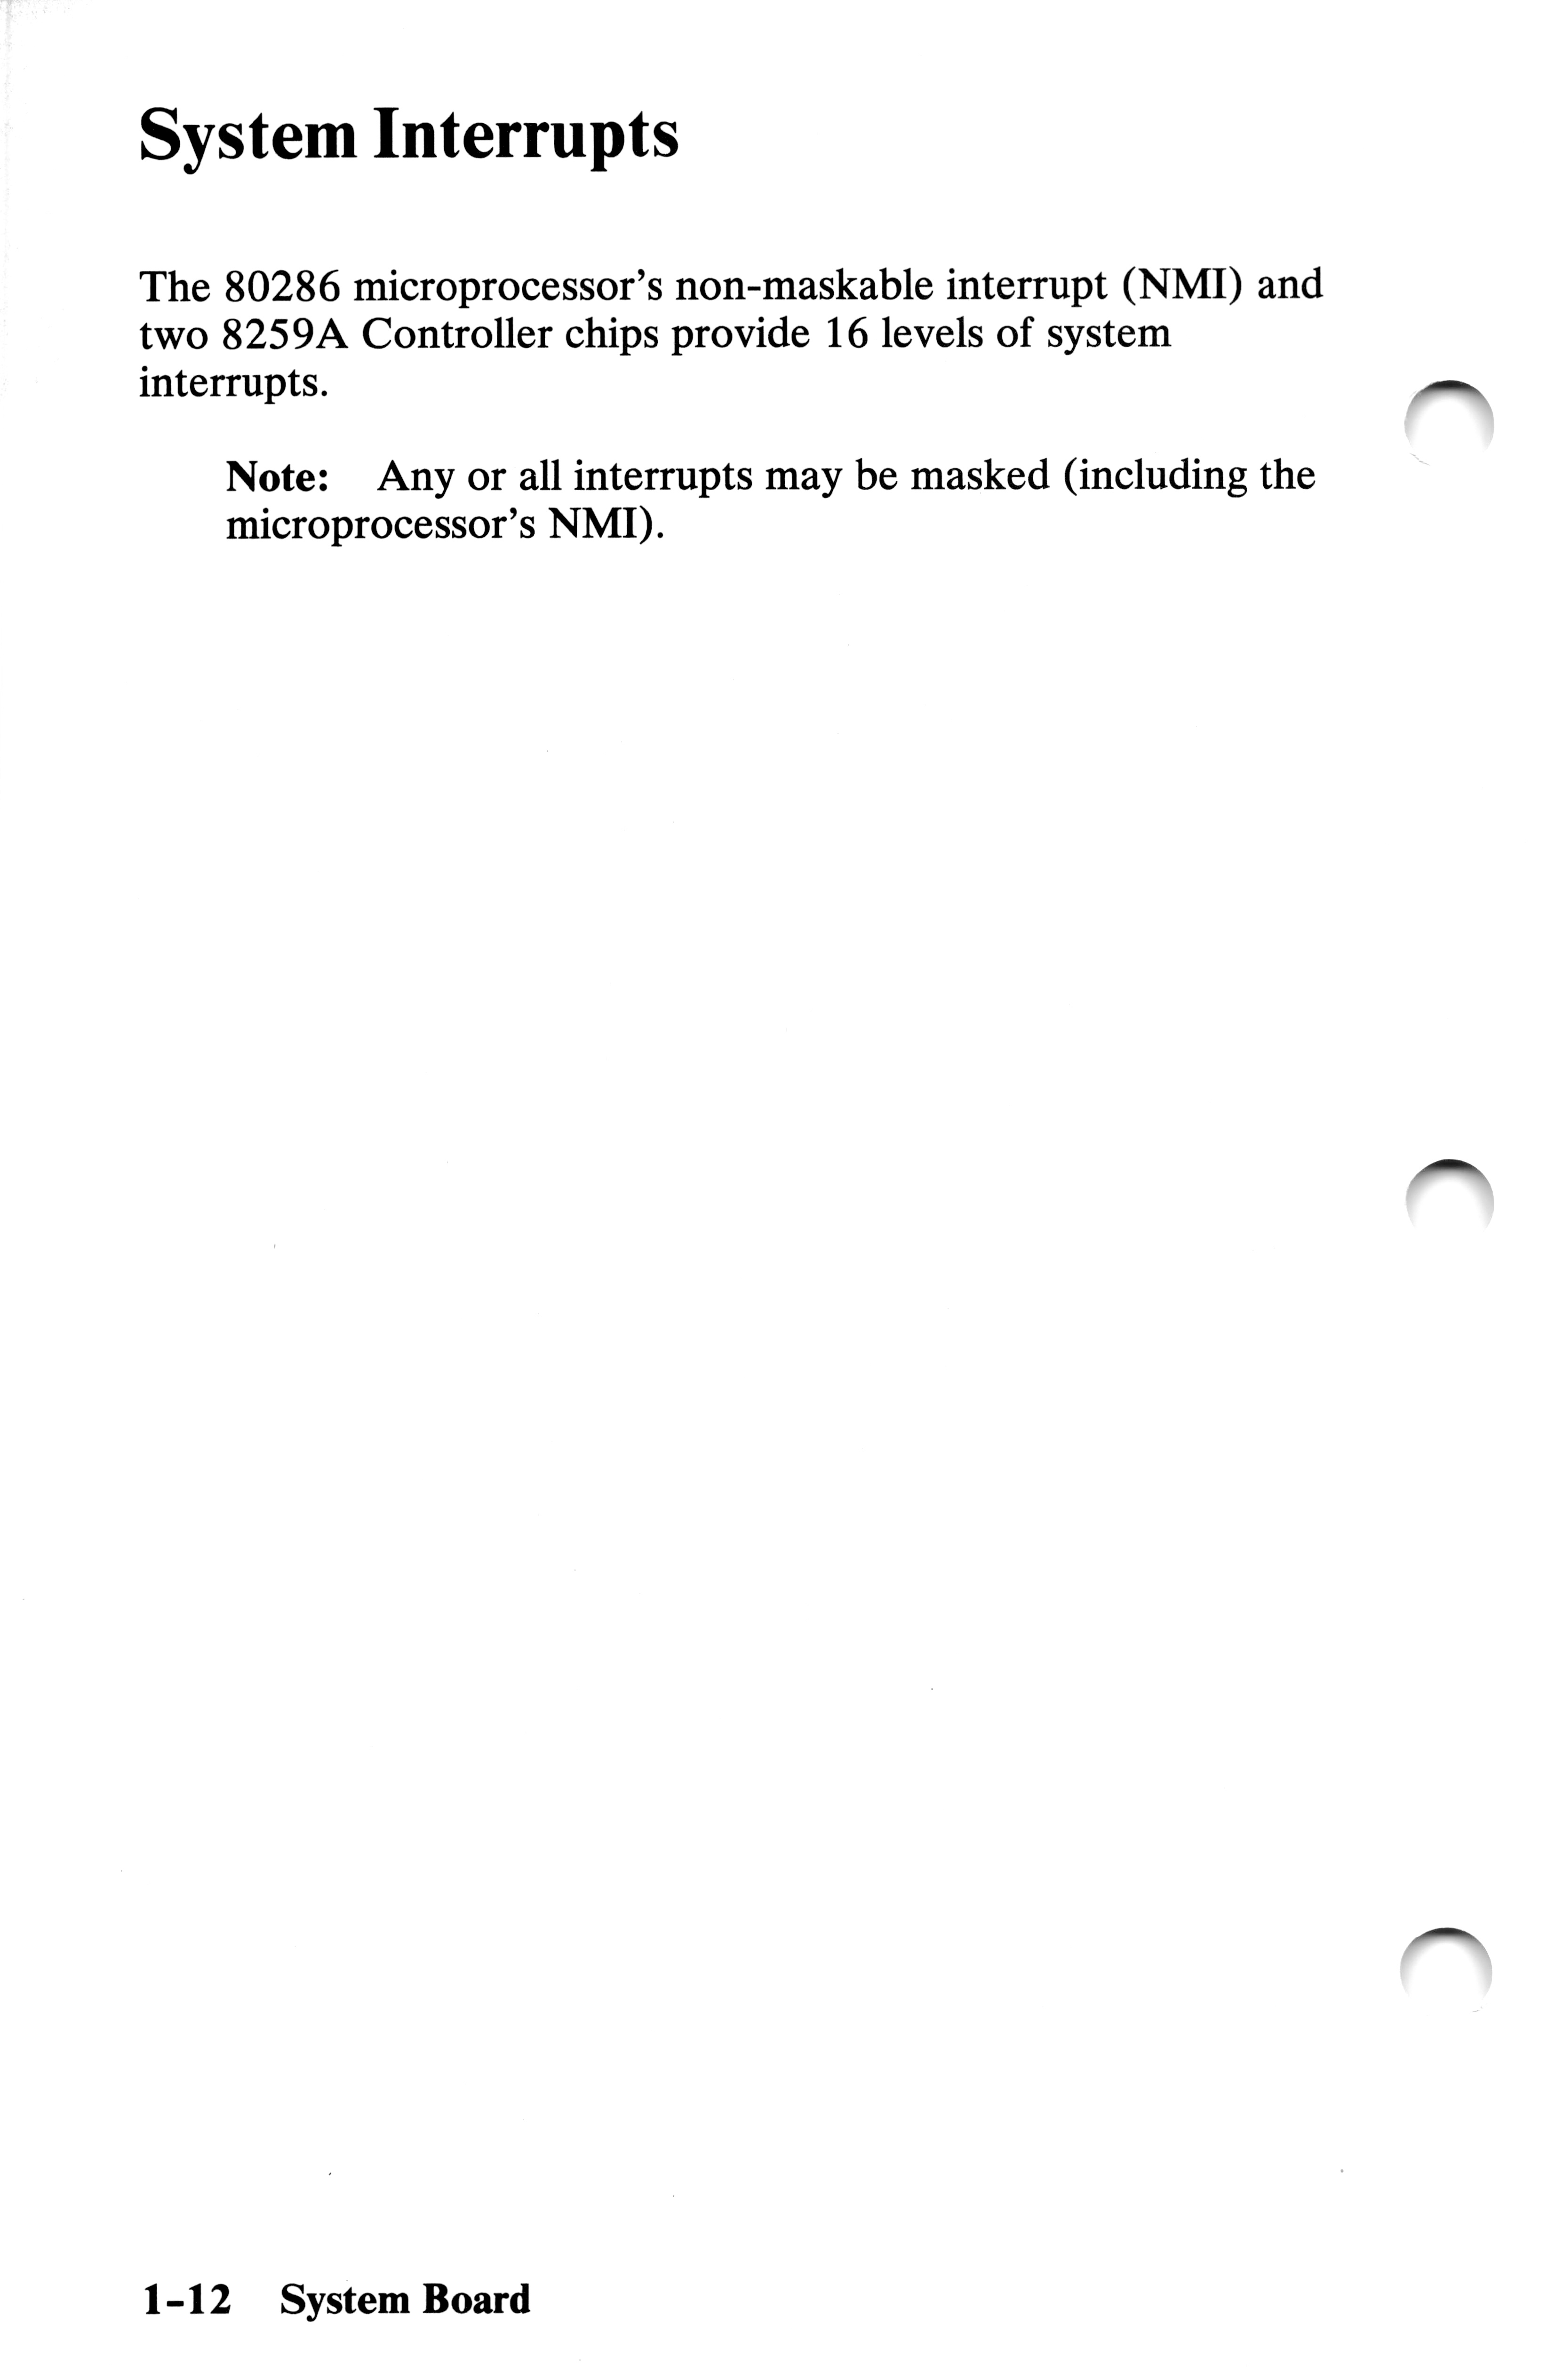 System Interrupts
The 80286 microprocessor's non-maskable interrupt (NMI) and
two 8259A Controller chips provide 16 levels of system
interrupts.
Note: Any or all interrupts may be masked (including the
microprocessor's NMI).
1-12 System Board